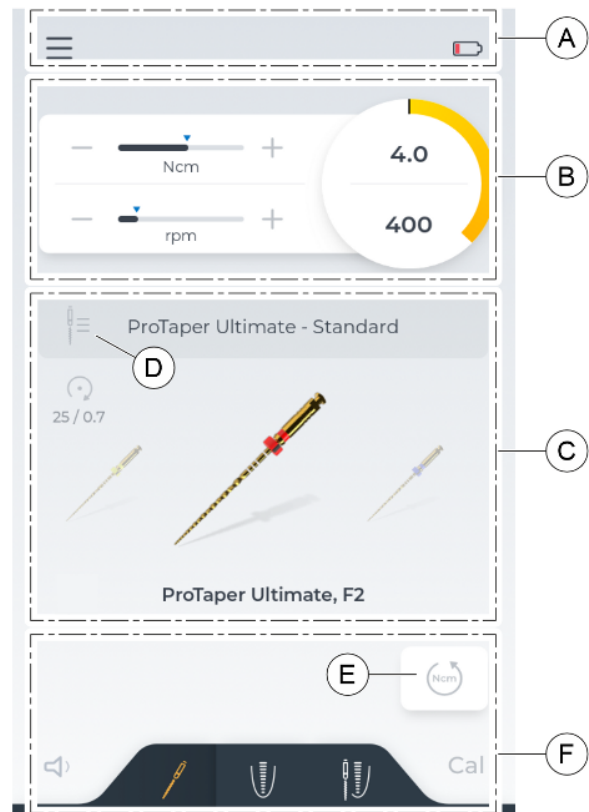 A
Ncm
4.0
B
rpm
400
ProTaper Ultimate - Standard
D
25 / 0.7
C
ProTaper Ultimate, F2
E
Ncm
Cal
F